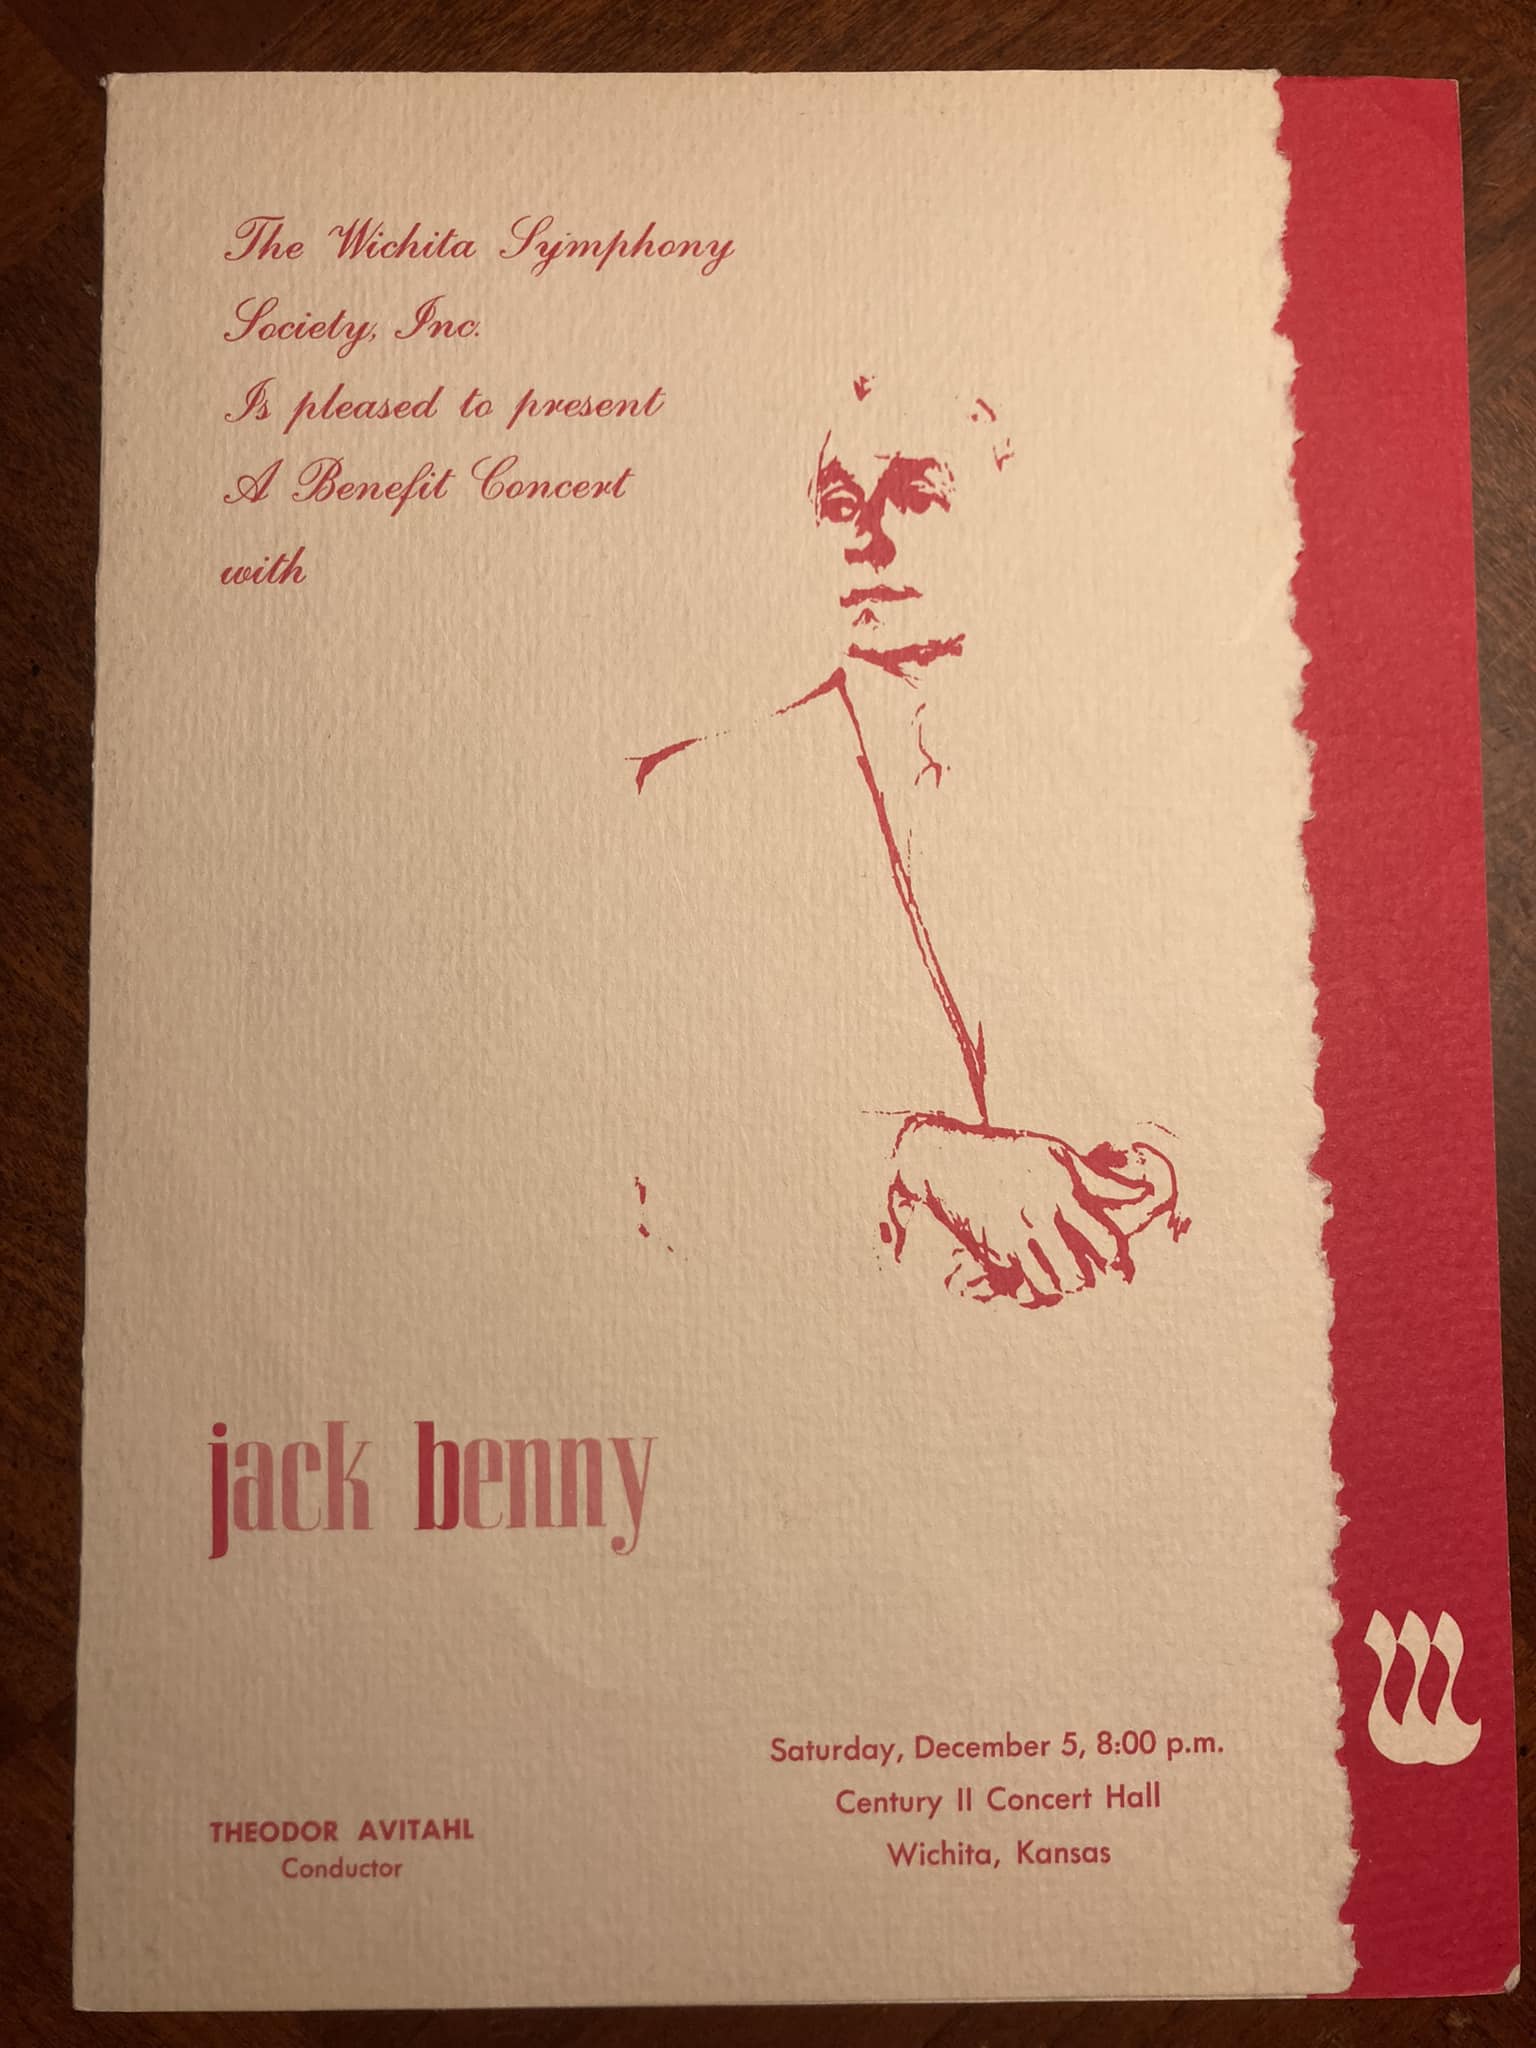 The Wichita Symphony
Society, Inc.
Is pleased to present
A Benefit Concert
with
jack benny
Saturday, December 5, 8:00 p.m.
Century II Concert Hall
Wichita, Kansas
THEODOR AVITAHL
Conductor